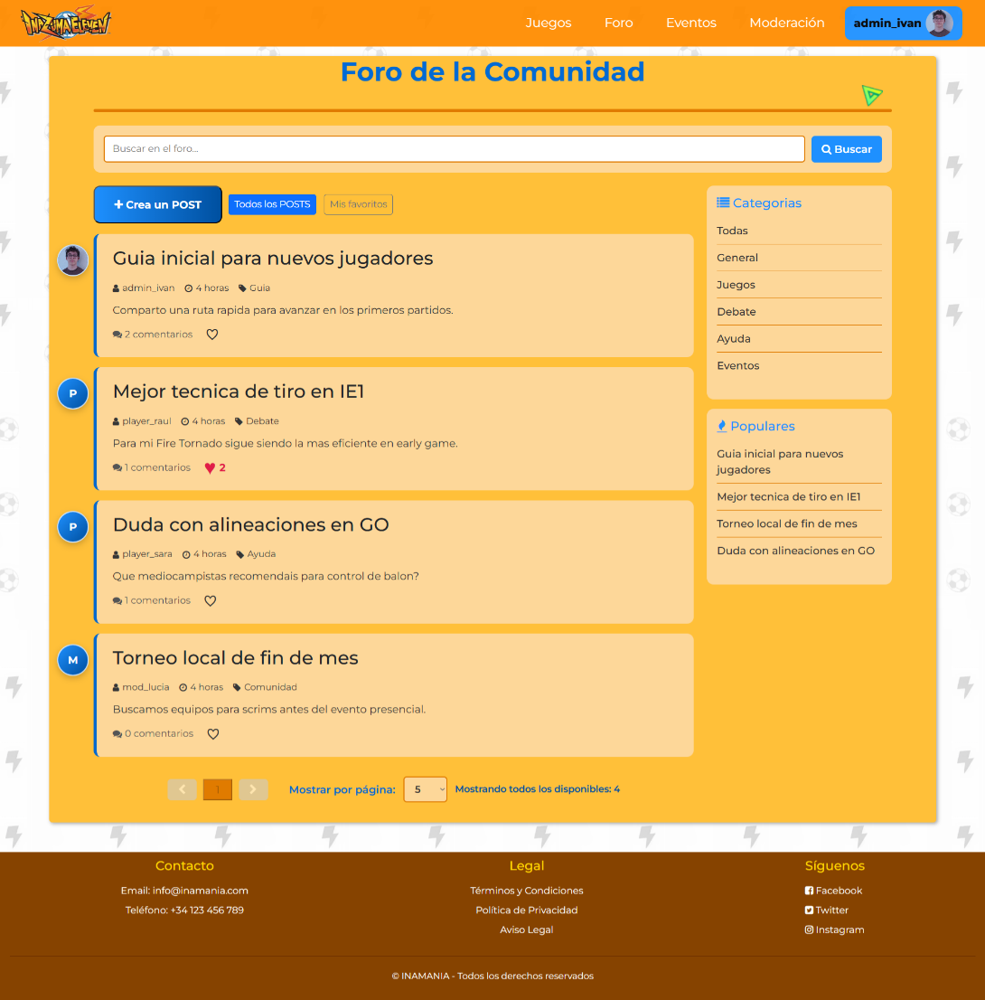 INAZUMA ELEVEN
Juegos
Foro
Eventos
Moderación
admin_ivan
Foro de la Comunidad
Buscar en el foro...
Buscar
Crea un POST
Todos los POSTS
Mis favoritos
Guia inicial para nuevos jugadores
admin_ivan 4 horas Guia
Comparto una ruta rapida para avanzar en los primeros partidos.
2 comentarios
P
Mejor tecnica de tiro en IE1
player_raul 4 horas Debate
Para mi Fire Tornado sigue siendo la mas eficiente en early game.
1 comentarios 2
P
Duda con alineaciones en GO
player_sara 4 horas Ayuda
Que mediocampistas recomendais para control de balon?
1 comentarios
M
Torneo local de fin de mes
mod_lucia 4 horas Comunidad
Buscamos equipos para scrims antes del evento presencial.
0 comentarios
1
Mostrar por página: 5 Mostrando todos los disponibles: 4
Categorias
Todas
General
Juegos
Debate
Ayuda
Eventos
Populares
Guia inicial para nuevos
jugadores
Mejor tecnica de tiro en IE1
Torneo local de fin de mes
Duda con alineaciones en GO
Contacto
Email: info@inamania.com
Teléfono: +34 123 456 789
Legal
Términos y Condiciones
Política de Privacidad
Aviso Legal
Síguenos
Facebook
Twitter
Instagram
© INAMANIA - Todos los derechos reservados